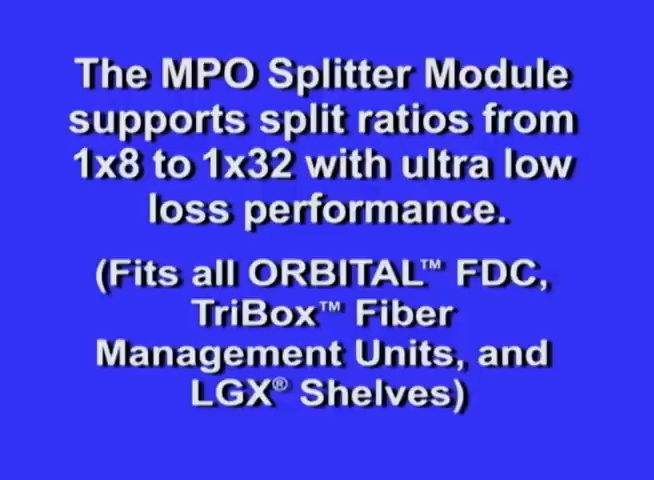 The MPO Splitter Module
supports split ratios from
1x8 to 1x32 with ultra low
loss performance.
(Fits all ORBITAL™ FDC,
TriBox™ Fiber
Management Units, and
LGX® Shelves)